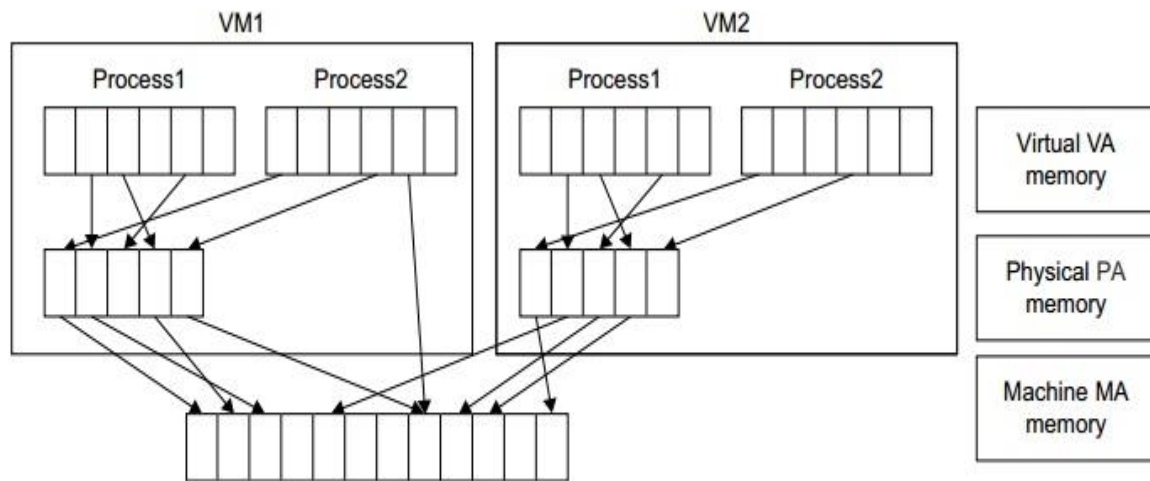 VM1
VM2
Process1
Process2
Process1
Process2
Virtual VA
memory
Physical PA
memory
Machine MA
memory